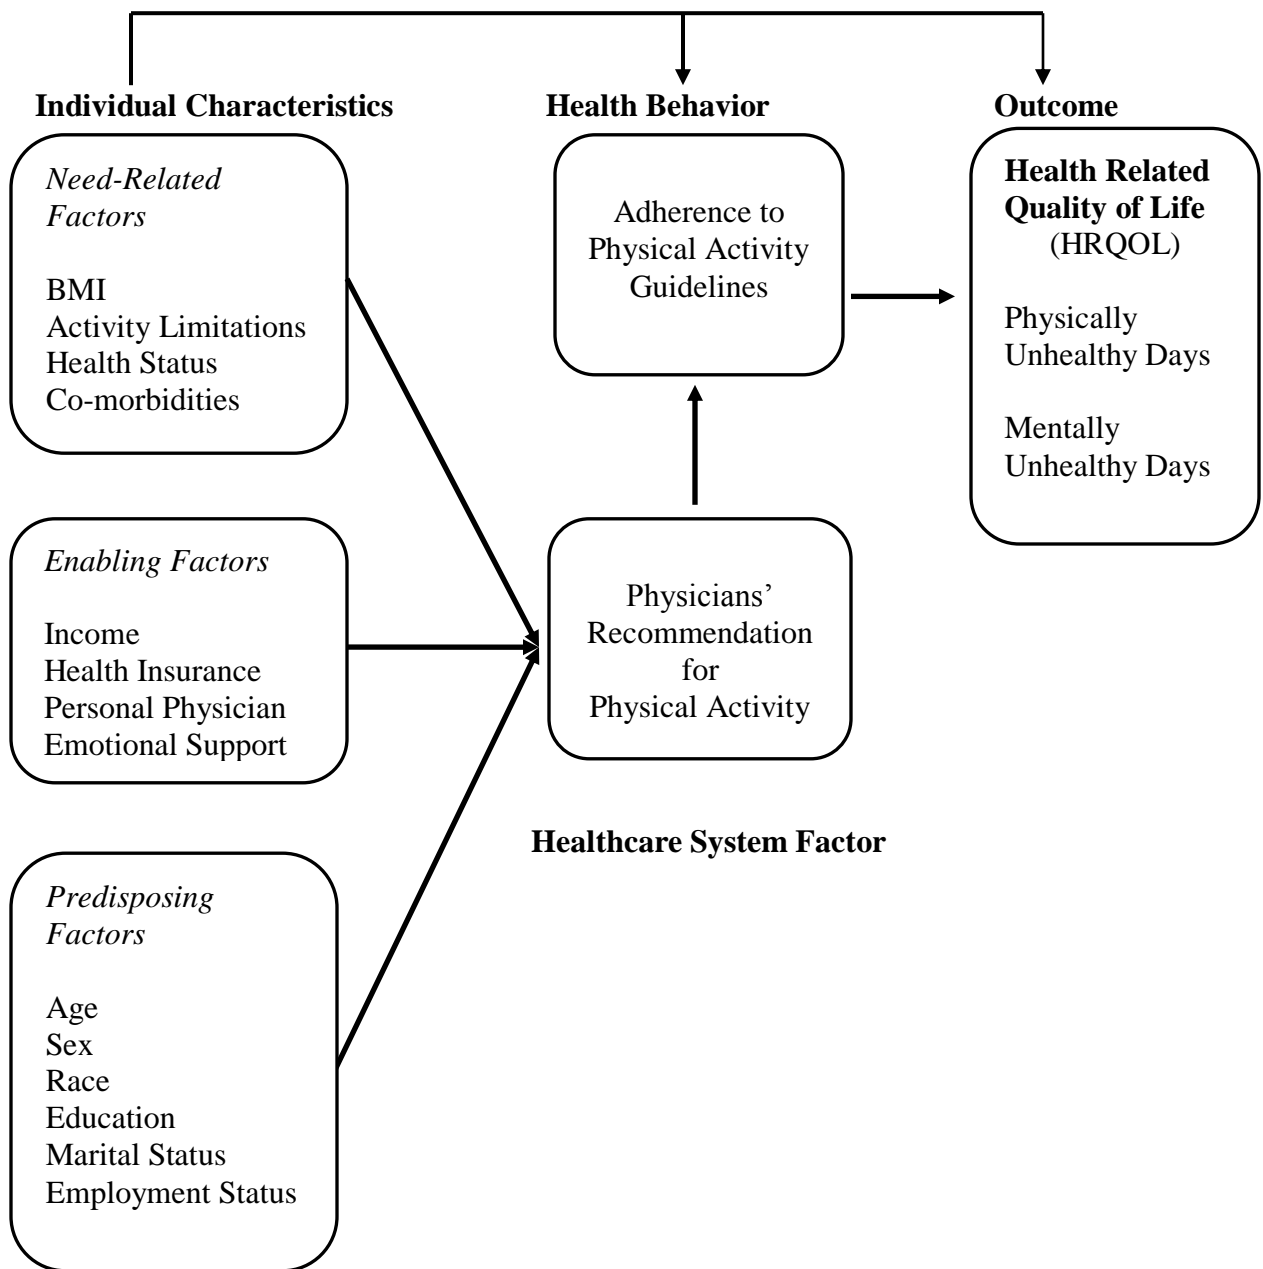 Individual Characteristics
Need-Related
Factors
BMI
Activity Limitations
Health Status
Co-morbidities
Enabling Factors
Income
Health Insurance
Personal Physician
Emotional Support
Predisposing
Factors
Age
Sex
Race
Education
Marital Status
Employment Status
Health Behavior
Adherence to
Physical Activity
Guidelines
Physicians’
Recommendation
for
Physical Activity
Healthcare System Factor
Outcome
Health Related
Quality of Life
(HRQOL)
Physically
Unhealthy Days
Mentally
Unhealthy Days